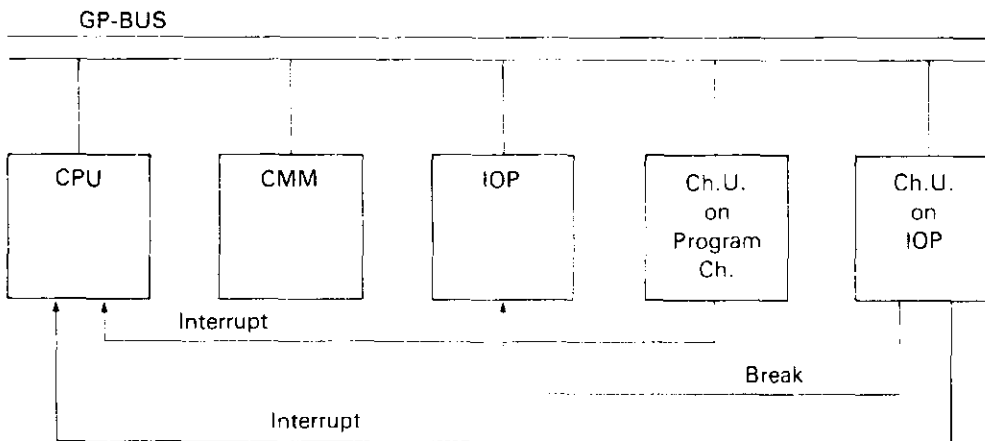 GP-BUS
CPU
CMM
IOP
Ch.U.
on
Program
Ch.
Ch.U.
on
IOP
Interrupt
Break
Interrupt